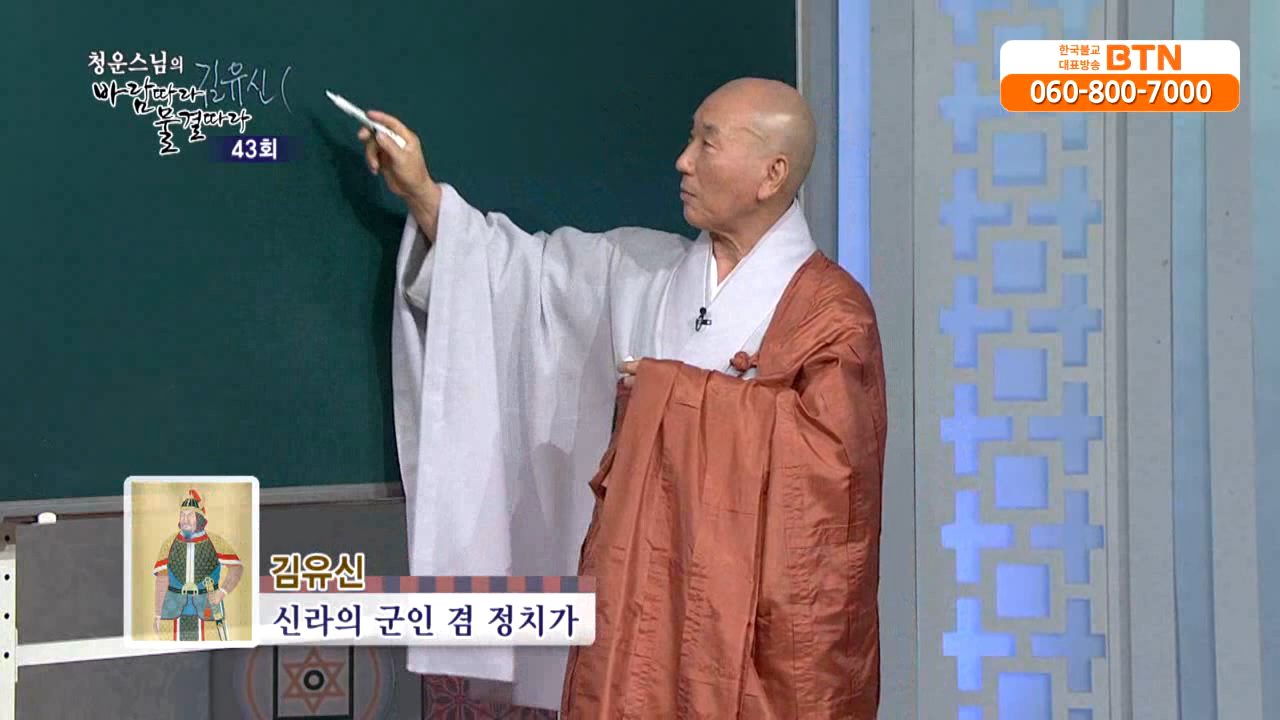 청운스님의
바람따라
물결따라
43회
김유신(
한국불교
대표방송
BTN
060-800-7000
김유신
신라의 군인 겸 정치가